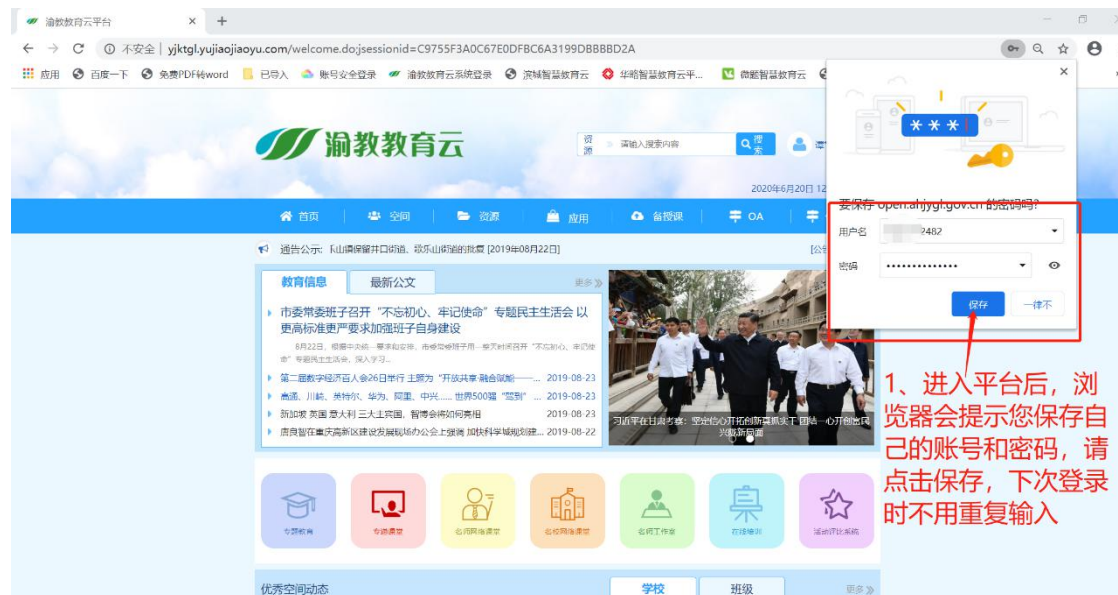 渝教教育云平台
不安全 | yjktgl.yujiaojiaoyu.com/welcome.do;jsessionid=C9755F3A0C67E0DFBC6A3199DBBBBD2A
应用 百度一下 免费PDF转word 已导入 账号安全登录 渝教教育云系统登录 滨城智慧教育云 华略智慧教育云平... 微题智慧教育云
渝教教育云
资源 请输入搜索内容 搜索
2020年6月20日 12
首页 空间 资源 应用 备授课 OA
通告公示: 乐山镇保留井口街道、歌乐山街道的批复 [2019年08月22日]
教育信息 最新公文 更多
市委常委班子召开“不忘初心、牢记使命”专题民主生活会 以
更高标准更严要求加强班子自身建设
第二届数字经济百人会26日举行 主题为“开放共享 融合赋能——... 2019-08-23
高通、川崎、英特尔、华为、阿里、中兴...... 世界500强“驾到” ... 2019-08-23
新加坡 英国 意大利 三大主宾国，智博会将如何亮相 2019-08-23
唐良智在重庆高新区建设发展现场办公会上强调 加快科学城规划建... 2019-08-22
习近平在甘肃考察：坚定信心开拓创新真抓实干 团结一心开创富民
兴陇新局面
要保存 open.ahjygl.gov.cn 的密码吗?
用户名 2482
密码
保存 一律不
1、进入平台后，浏
览器会提示您保存自
己的账号和密码，请
点击保存，下次登录
时不用重复输入
专题教育 专递课堂 名师网络课堂 名校网络课堂 名师工作室 在线培训 活动评比系统
优秀空间动态 学校 班级 更多